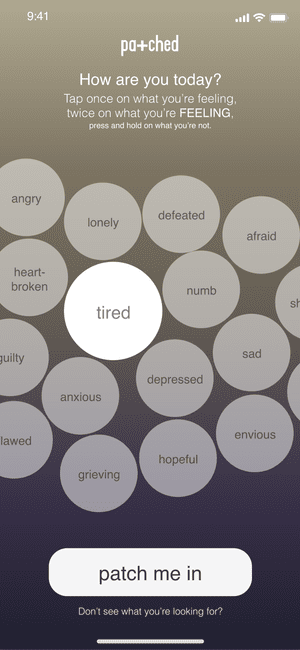 9:41
pa+ched
How are you today?
Tap once on what you're feeling,
twice on what you're FEELING,
press and hold on what you're not.
angry
lonely
defeated
afraid
heart-
broken
numb
sh
tired
guilty
sad
depressed
anxious
lawed
envious
hopeful
grieving
patch me in
Don't see what you're looking for?